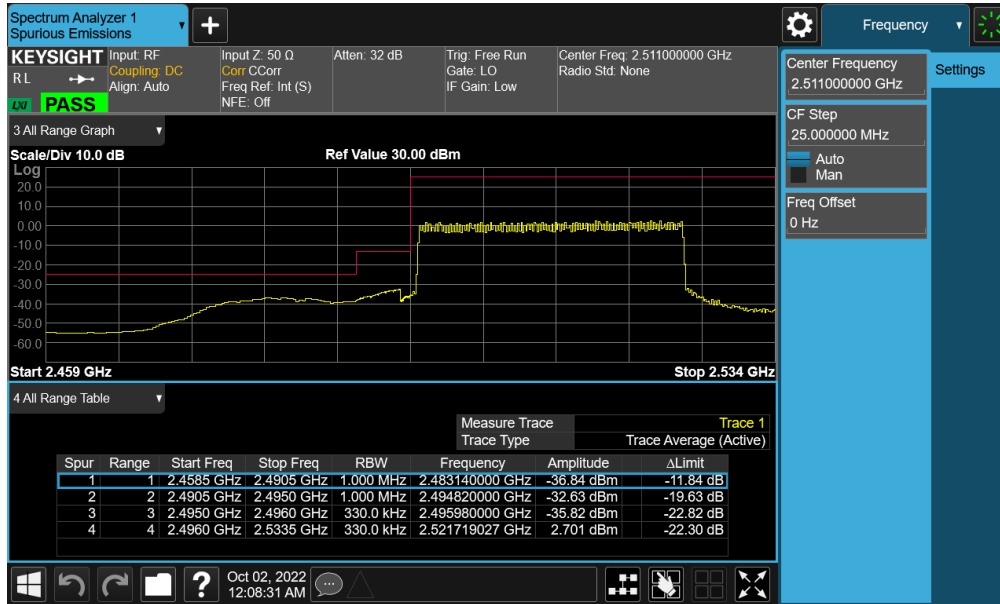 Spectrum Analyzer 1
Spurious Emissions
Frequency
KEYSIGHT
R L
LXI
PASS
Input: RF
Coupling: DC
Align: Auto
Input Z: 50 Ω
Corr CCorr
Freq Ref: Int (S)
NFE: Off
Atten: 32 dB
Trig: Free Run
Gate: LO
IF Gain: Low
Center Freq: 2.511000000 GHz
Radio Std: None
Center Frequency
2.511000000 GHz
Settings
CF Step
25.000000 MHz
Auto
Man
Freq Offset
0 Hz
3 All Range Graph
Scale/Div 10.0 dB
Ref Value 30.00 dBm
Log
20.0
10.0
0.00
-10.0
-20.0
-30.0
-40.0
-50.0
-60.0
Start 2.459 GHz
Stop 2.534 GHz
4 All Range Table
Measure Trace Trace 1
Trace Type Trace Average (Active)
Spur Range Start Freq Stop Freq RBW Frequency Amplitude ΔLimit
1 1 2.4585 GHz 2.4905 GHz 1.000 MHz 2.483140000 GHz -36.84 dBm -11.84 dB
2 2 2.4905 GHz 2.4950 GHz 1.000 MHz 2.494820000 GHz -32.63 dBm -19.63 dB
3 3 2.4950 GHz 2.4960 GHz 330.0 kHz 2.495980000 GHz -35.82 dBm -22.82 dB
4 4 2.4960 GHz 2.5335 GHz 330.0 kHz 2.521719027 GHz 2.701 dBm -22.30 dB
?
Oct 02, 2022
12:08:31 AM